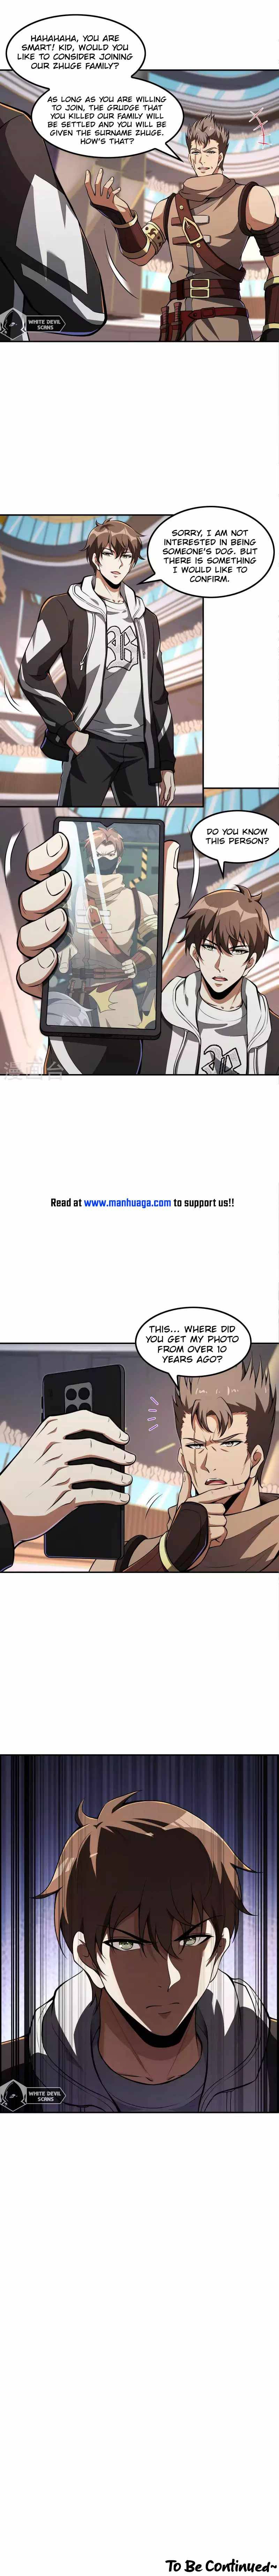 HAHAHAHA, YOU ARE
SMART! KID, WOULD YOU
LIKE TO CONSIDER JOINING
OUR ZHUGE FAMILY?
AS LONG AS YOU ARE WILLING
TO JOIN, THE GRUDGE THAT
YOU KILLED OUR FAMILY WILL
BE SETTLED AND YOU WILL BE
GIVEN THE SURNAME ZHUGE.
HOW'S THAT?
WHITE DEVIL
SCANS
SORRY, I AM NOT
INTERESTED IN BEING
SOMEONE'S DOG. BUT
THERE IS SOMETHING
I WOULD LIKE TO
CONFIRM.
DO YOU KNOW
THIS PERSON?
漫画台
Read at www.manhuaga.com to support us!!
THIS... WHERE DID
YOU GET MY PHOTO
FROM OVER 10
YEARS AGO?
WHITE DEVIL
SCANS
To Be Continued~